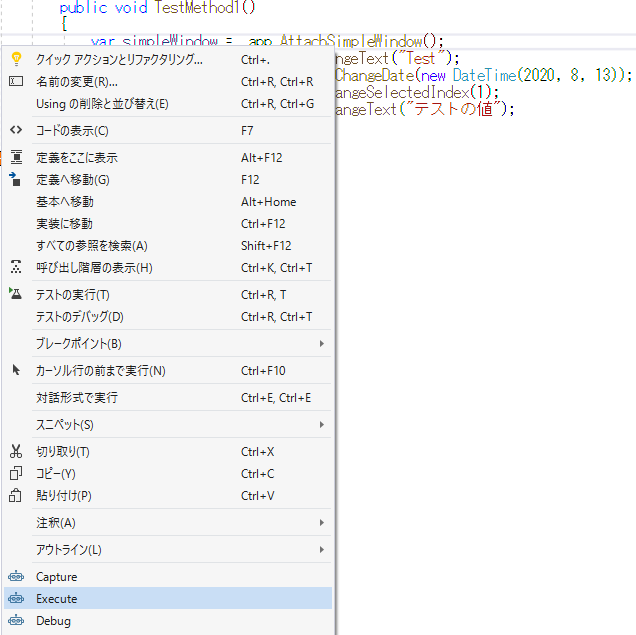 public void TestMethod1()
{
var simpleWindow = _app.AttachSimpleWindow();
ngeText("Test");
ChangeDate(new DateTime(2020, 8, 13));
angeSelectedIndex(1);
angeText("テストの値");
クイック アクションとリファクタリング... Ctrl+.
名前の変更(R)... Ctrl+R, Ctrl+R
Using の削除と並び替え(E) Ctrl+R, Ctrl+G
コードの表示(C) F7
定義をここに表示 Alt+F12
定義へ移動(G) F12
基本へ移動 Alt+Home
実装に移動 Ctrl+F12
すべての参照を検索(A) Shift+F12
呼び出し階層の表示(H) Ctrl+K, Ctrl+T
テストの実行(T) Ctrl+R, T
テストのデバッグ(D) Ctrl+R, Ctrl+T
ブレークポイント(B)
カーソル行の前まで実行(N) Ctrl+F10
対話形式で実行 Ctrl+E, Ctrl+E
スニペット(S)
切り取り(T) Ctrl+X
コピー(Y) Ctrl+C
貼り付け(P) Ctrl+V
注釈(A)
アウトライン(L)
Capture
Execute
Debug